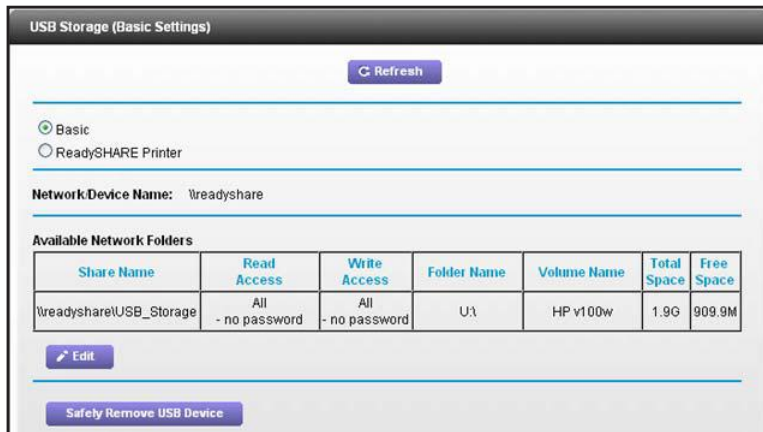 USB Storage (Basic Settings)
Refresh
Basic
ReadySHARE Printer
Network/Device Name: \\readyshare
Available Network Folders
Share Name Read Access Write Access Folder Name Volume Name Total Space Free Space
\\readyshare\USB_Storage All - no password All - no password U:\ HP v100w 1.9G 909.9M
Edit
Safely Remove USB Device